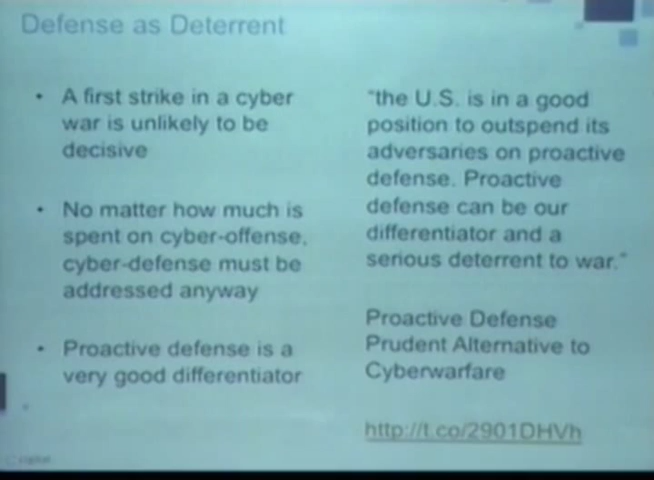 Defense as Deterrent
• A first strike in a cyber
war is unlikely to be
decisive
• No matter how much is
spent on cyber-offense,
cyber-defense must be
addressed anyway
• Proactive defense is a
very good differentiator
"the U.S. is in a good
position to outspend its
adversaries on proactive
defense. Proactive
defense can be our
differentiator and a
serious deterrent to war."
Proactive Defense
Prudent Alternative to
Cyberwarfare
http://t.co/2901DHVh